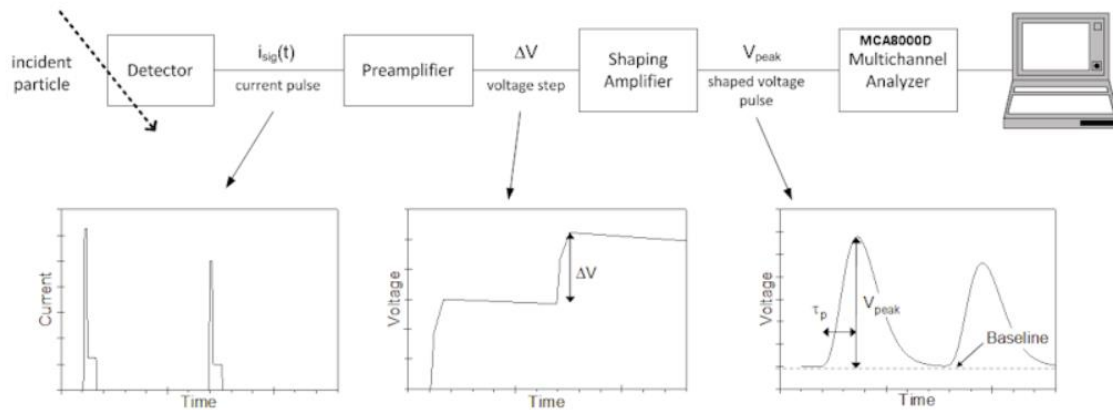 incident
particle
Detector
i_sig(t)
current pulse
Preamplifier
ΔV
voltage step
Shaping
Amplifier
V_peak
shaped voltage
pulse
MCA8000D
Multichannel
Analyzer
Current
Time
Voltage
ΔV
Time
Voltage
τ_p
V_peak
Baseline
Time